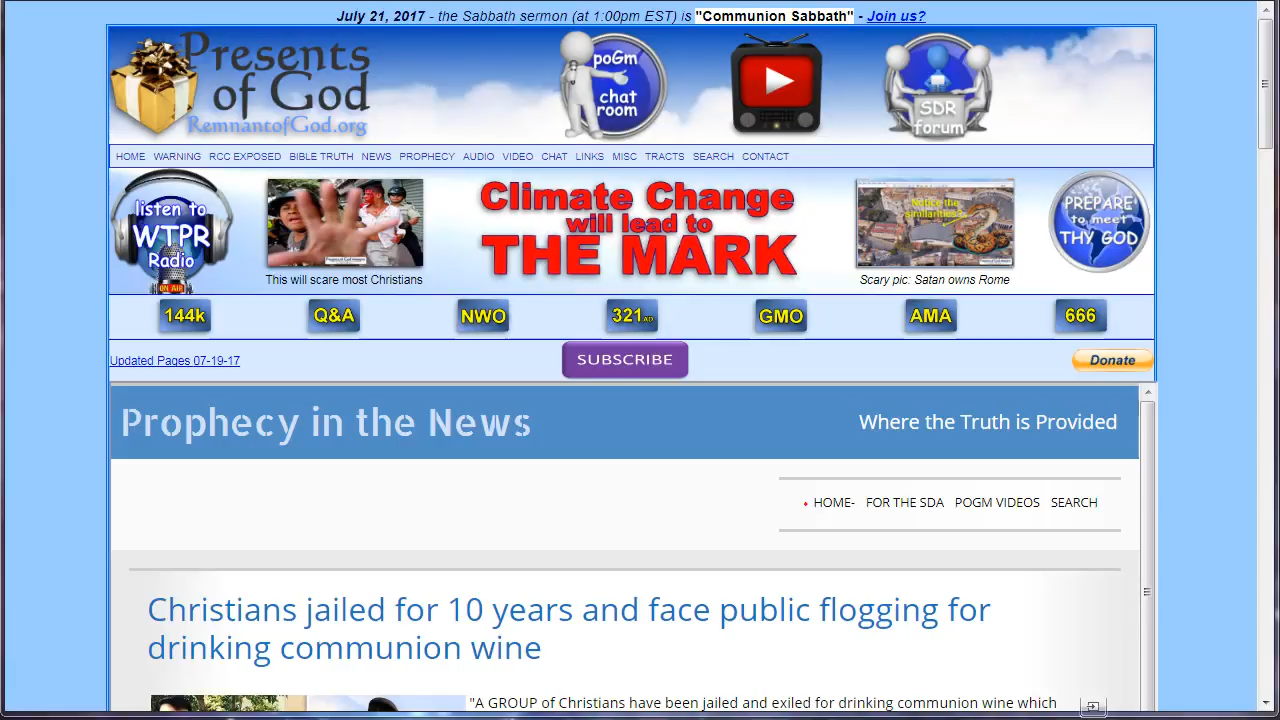 July 21, 2017 - the Sabbath sermon (at 1:00pm EST) is "Communion Sabbath" - Join us?
Presents
of God
RemnantofGod.org
poGm
chat
room
SDR
forum
HOME WARNING RCC EXPOSED BIBLE TRUTH NEWS PROPHECY AUDIO VIDEO CHAT LINKS MISC TRACTS SEARCH CONTACT
listen to
WTPR
Radio
ON AIR
This will scare most Christians
Climate Change
will lead to
THE MARK
Notice the
similarities
Scary pic: Satan owns Rome
PREPARE
to meet
THY GOD
144k Q&A NWO 321 AD GMO AMA 666
Updated Pages 07-19-17
SUBSCRIBE
Donate
Prophecy in the News
Where the Truth is Provided
HOME- FOR THE SDA POGM VIDEOS SEARCH
Christians jailed for 10 years and face public flogging for
drinking communion wine
"A GROUP of Christians have been jailed and exiled for drinking communion wine which